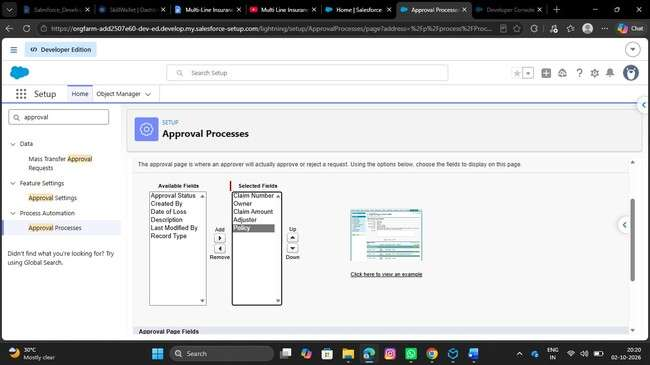 Salesforce_Develo
SkillWallet | Dashb
Multi-Line Insuran
Multi-Line Insuran
Home | Salesforce
Approval Processes
Developer Console
https://orgfarm-add2507e60-dev-ed.develop.my.salesforce-setup.com/lightning/setup/ApprovalProcesses/page?address=%2Fp%2Fprocess%2FProc...
Chat
Developer Edition
Search Setup
Setup
Home
Object Manager
approval
Data
Mass Transfer Approval
Requests
Feature Settings
Approval Settings
Process Automation
Approval Processes
Didn't find what you're looking for? Try
using Global Search.
SETUP
Approval Processes
The approval page is where an approver will actually approve or reject a request. Using the options below, choose the fields to display on this page.
Available Fields
Selected Fields
Approval Status
Created By
Date of Loss
Description
Last Modified By
Record Type
Add
Remove
Claim Number
Owner
Claim Amount
Adjuster
Policy
Up
Down
Click here to view an example
Approval Page Fields
30°C
Mostly clear
Search
ENG
IN
20:20
02-10-2026